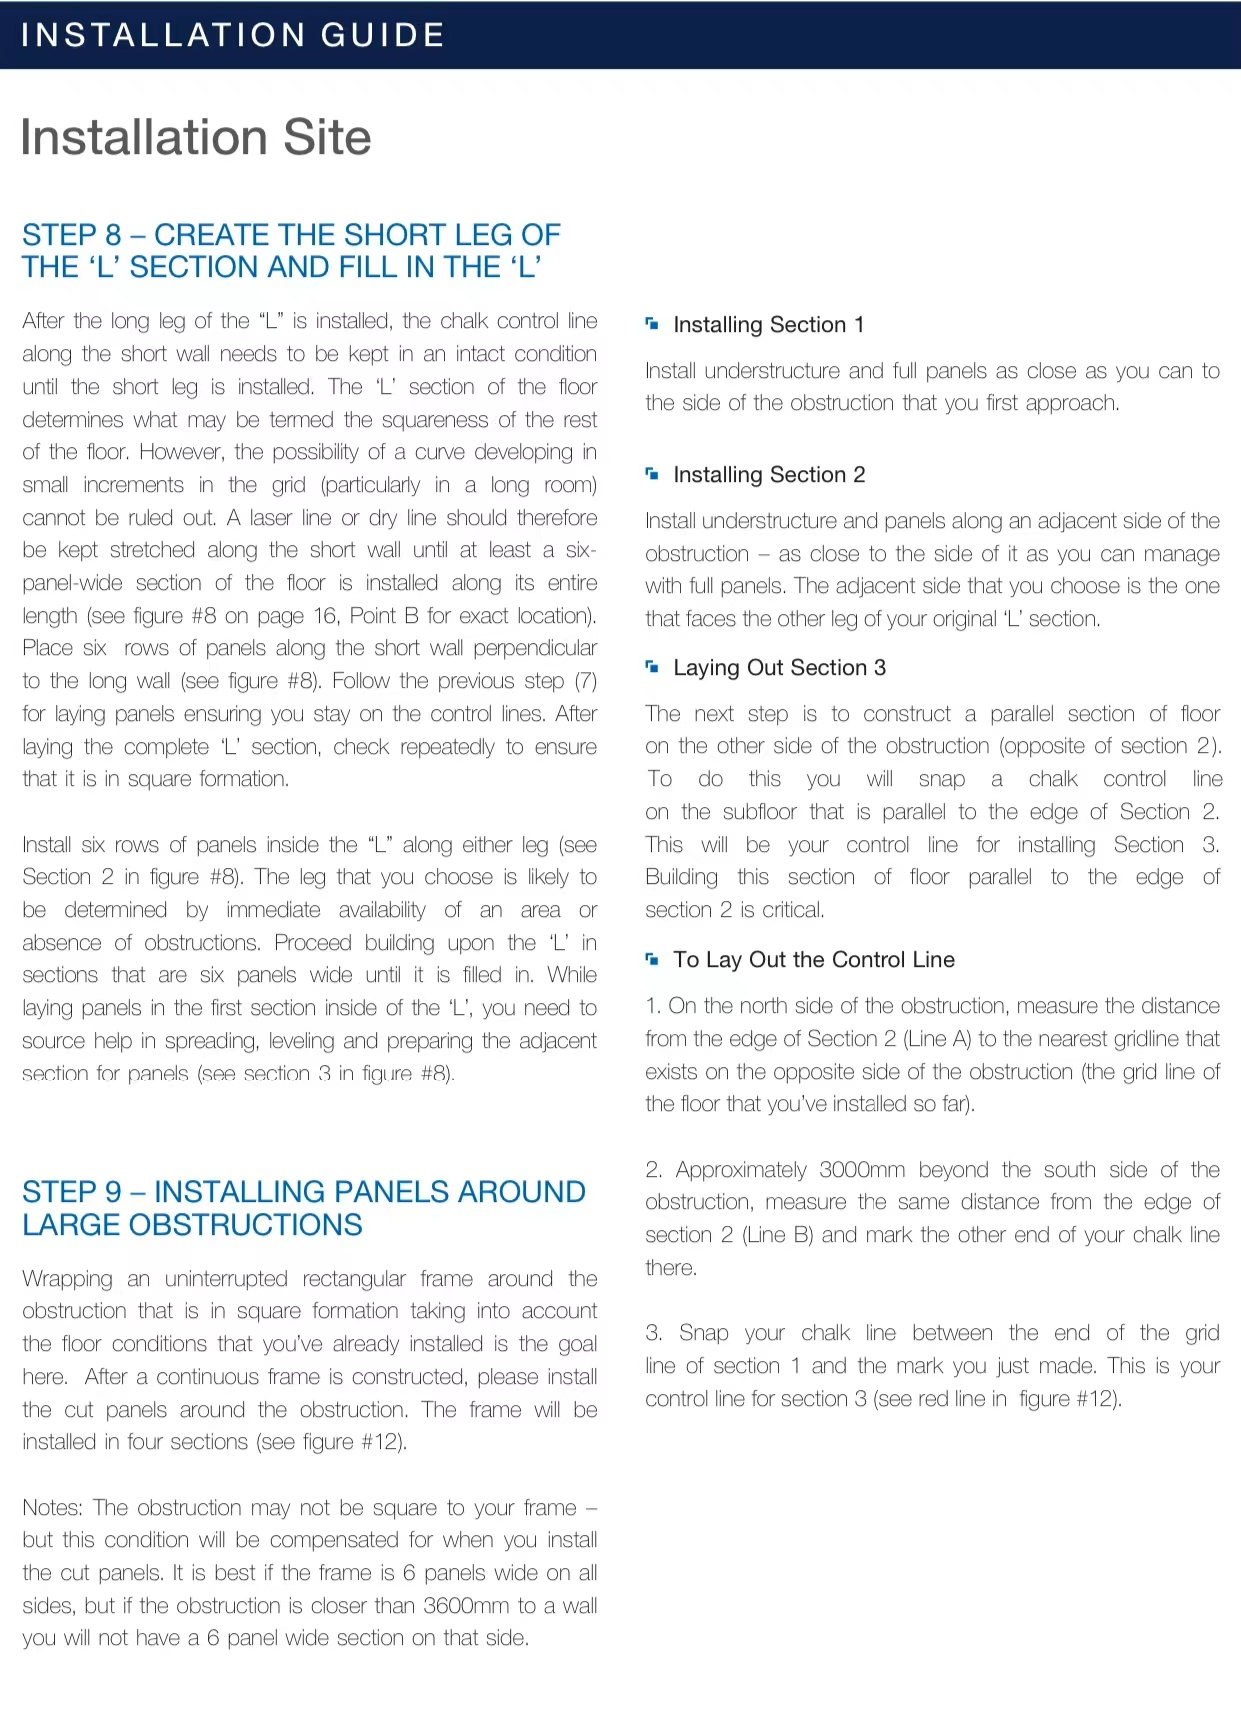 INSTALLATION GUIDE
Installation Site
STEP 8 – CREATE THE SHORT LEG OF
THE ‘L’ SECTION AND FILL IN THE ‘L’
After the long leg of the “L” is installed, the chalk control line
along the short wall needs to be kept in an intact condition
until the short leg is installed. The ‘L’ section of the floor
determines what may be termed the squareness of the rest
of the floor. However, the possibility of a curve developing in
small increments in the grid (particularly in a long room)
cannot be ruled out. A laser line or dry line should therefore
be kept stretched along the short wall until at least a six-
panel-wide section of the floor is installed along its entire
length (see figure #8 on page 16, Point B for exact location).
Place six rows of panels along the short wall perpendicular
to the long wall (see figure #8). Follow the previous step (7)
for laying panels ensuring you stay on the control lines. After
laying the complete ‘L’ section, check repeatedly to ensure
that it is in square formation.
Install six rows of panels inside the “L” along either leg (see
Section 2 in figure #8). The leg that you choose is likely to
be determined by immediate availability of an area or
absence of obstructions. Proceed building upon the ‘L’ in
sections that are six panels wide until it is filled in. While
laying panels in the first section inside of the ‘L’, you need to
source help in spreading, leveling and preparing the adjacent
section for panels (see section 3 in figure #8).
STEP 9 – INSTALLING PANELS AROUND
LARGE OBSTRUCTIONS
Wrapping an uninterrupted rectangular frame around the
obstruction that is in square formation taking into account
the floor conditions that you’ve already installed is the goal
here. After a continuous frame is constructed, please install
the cut panels around the obstruction. The frame will be
installed in four sections (see figure #12).
Notes: The obstruction may not be square to your frame –
but this condition will be compensated for when you install
the cut panels. It is best if the frame is 6 panels wide on all
sides, but if the obstruction is closer than 3600mm to a wall
you will not have a 6 panel wide section on that side.
Installing Section 1
Install understructure and full panels as close as you can to
the side of the obstruction that you first approach.
Installing Section 2
Install understructure and panels along an adjacent side of the
obstruction – as close to the side of it as you can manage
with full panels. The adjacent side that you choose is the one
that faces the other leg of your original ‘L’ section.
Laying Out Section 3
The next step is to construct a parallel section of floor
on the other side of the obstruction (opposite of section 2).
To do this you will snap a chalk control line
on the subfloor that is parallel to the edge of Section 2.
This will be your control line for installing Section 3.
Building this section of floor parallel to the edge of
section 2 is critical.
To Lay Out the Control Line
1. On the north side of the obstruction, measure the distance
from the edge of Section 2 (Line A) to the nearest gridline that
exists on the opposite side of the obstruction (the grid line of
the floor that you’ve installed so far).
2. Approximately 3000mm beyond the south side of the
obstruction, measure the same distance from the edge of
section 2 (Line B) and mark the other end of your chalk line
there.
3. Snap your chalk line between the end of the grid
line of section 1 and the mark you just made. This is your
control line for section 3 (see red line in figure #12).